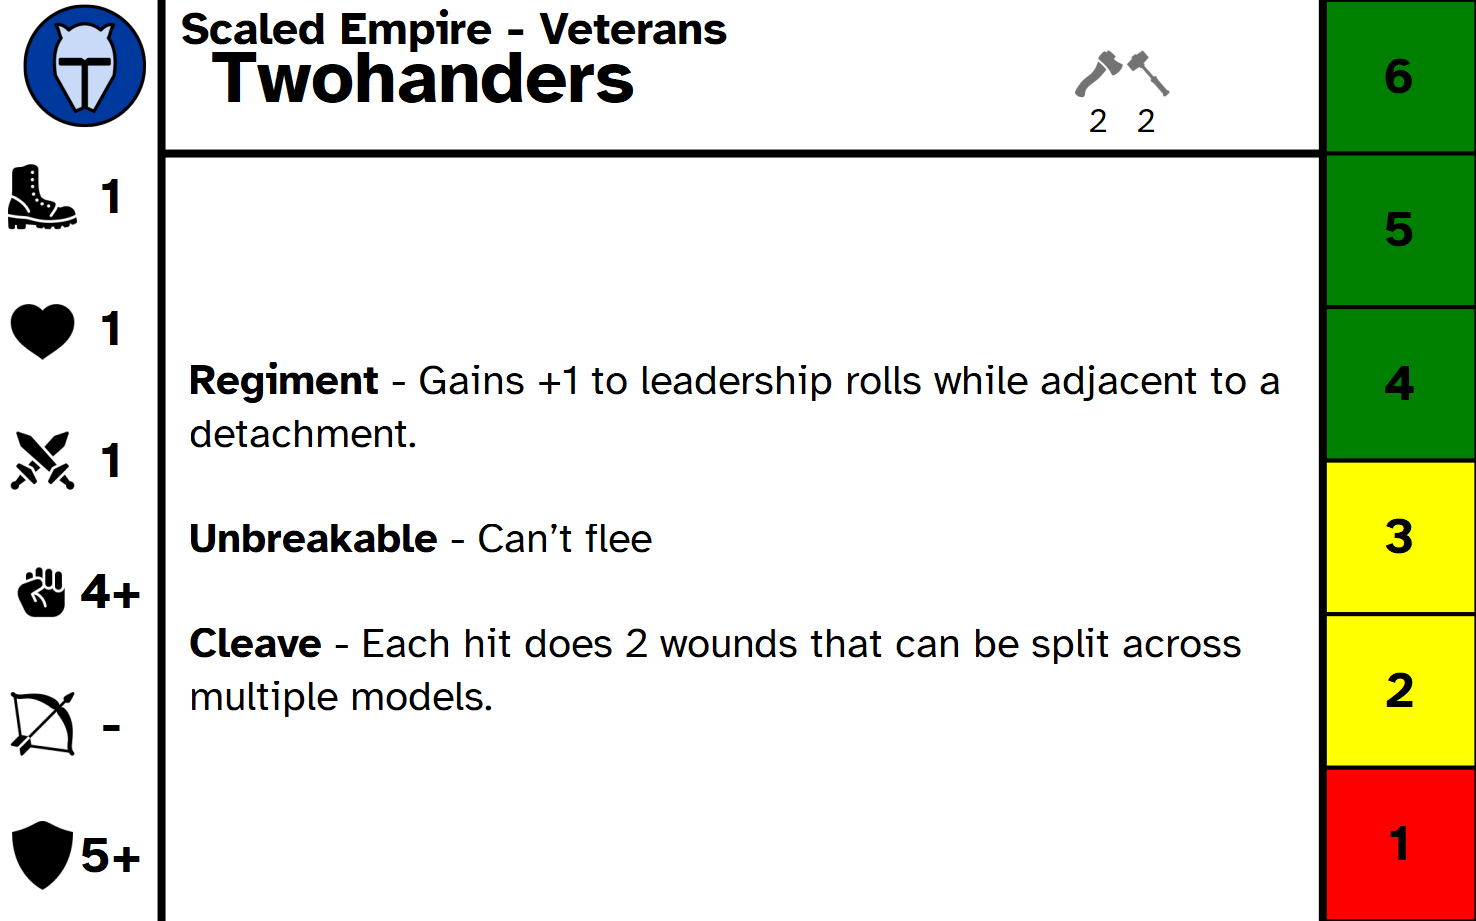 Scaled Empire - Veterans
Twohanders
2 2
1
1
1
4+
-
5+
Regiment - Gains +1 to leadership rolls while adjacent to a
detachment.
Unbreakable - Can’t flee
Cleave - Each hit does 2 wounds that can be split across
multiple models.
6
5
4
3
2
1